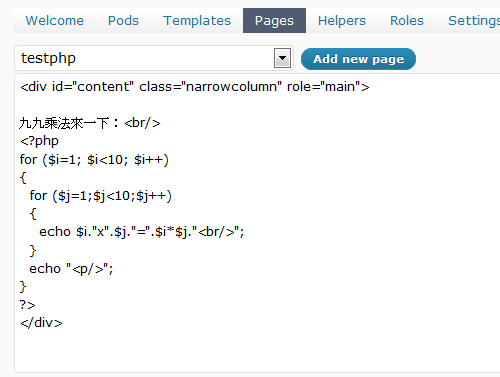 Welcome Pods Templates Pages Helpers Roles Settings
testphp Add new page
<div id="content" class="narrowcolumn" role="main">
九九乘法來一下：<br/>
<?php
for ($i=1; $i<10; $i++)
{
for ($j=1;$j<10;$j++)
{
echo $i."x".$j."=".$i*$j."<br/>";
}
echo "<p/>";
}
?>
</div>